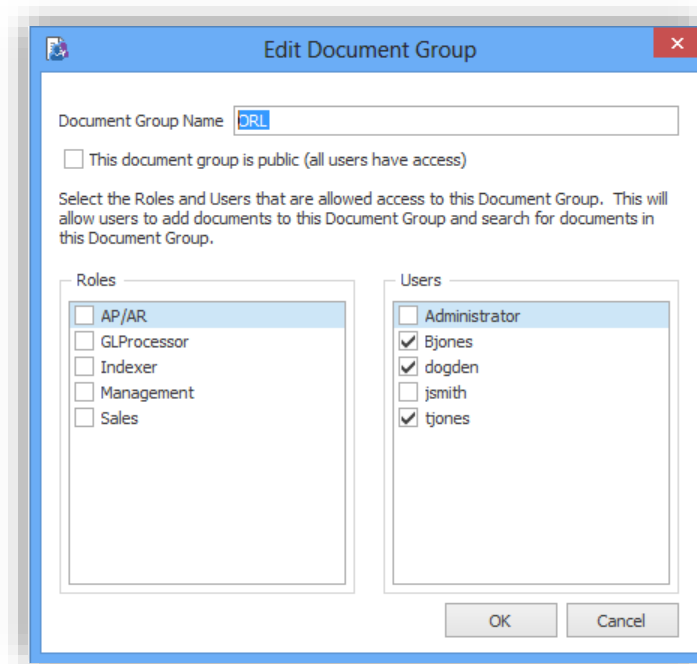 Edit Document Group
Document Group Name ORL
This document group is public (all users have access)
Select the Roles and Users that are allowed access to this Document Group. This will
allow users to add documents to this Document Group and search for documents in
this Document Group.
Roles
AP/AR
GLProcessor
Indexer
Management
Sales
Users
Administrator
Bjones
dogden
jsmith
tjones
OK Cancel